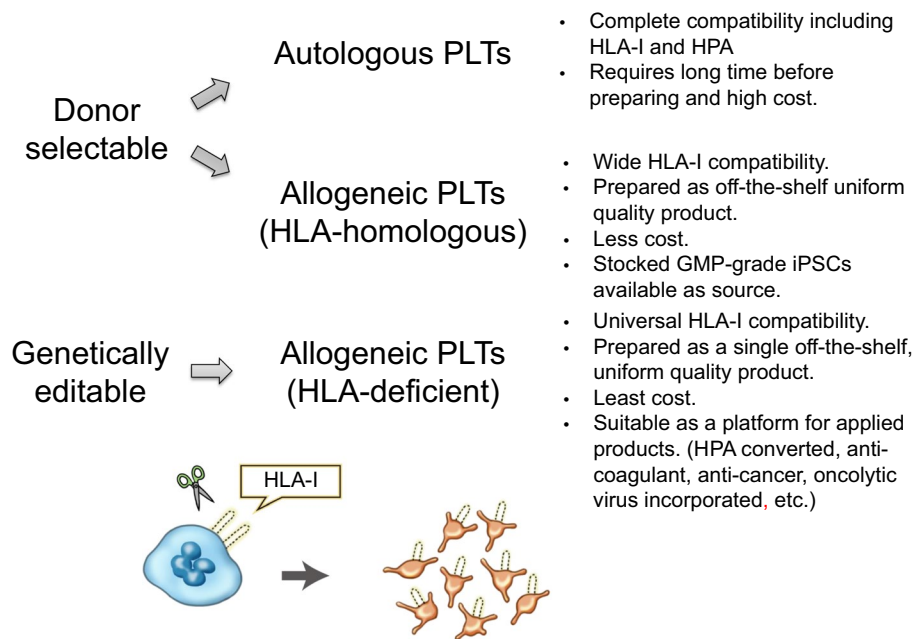 Donor
selectable
Autologous PLTs
• Complete compatibility including
HLA-I and HPA
• Requires long time before
preparing and high cost.
Allogeneic PLTs
(HLA-homologous)
• Wide HLA-I compatibility.
• Prepared as off-the-shelf uniform
quality product.
• Less cost.
• Stocked GMP-grade iPSCs
available as source.
Genetically
editable
Allogeneic PLTs
(HLA-deficient)
• Universal HLA-I compatibility.
• Prepared as a single off-the-shelf,
uniform quality product.
• Least cost.
• Suitable as a platform for applied
products. (HPA converted, anti-
coagulant, anti-cancer, oncolytic
virus incorporated, etc.)
HLA-I